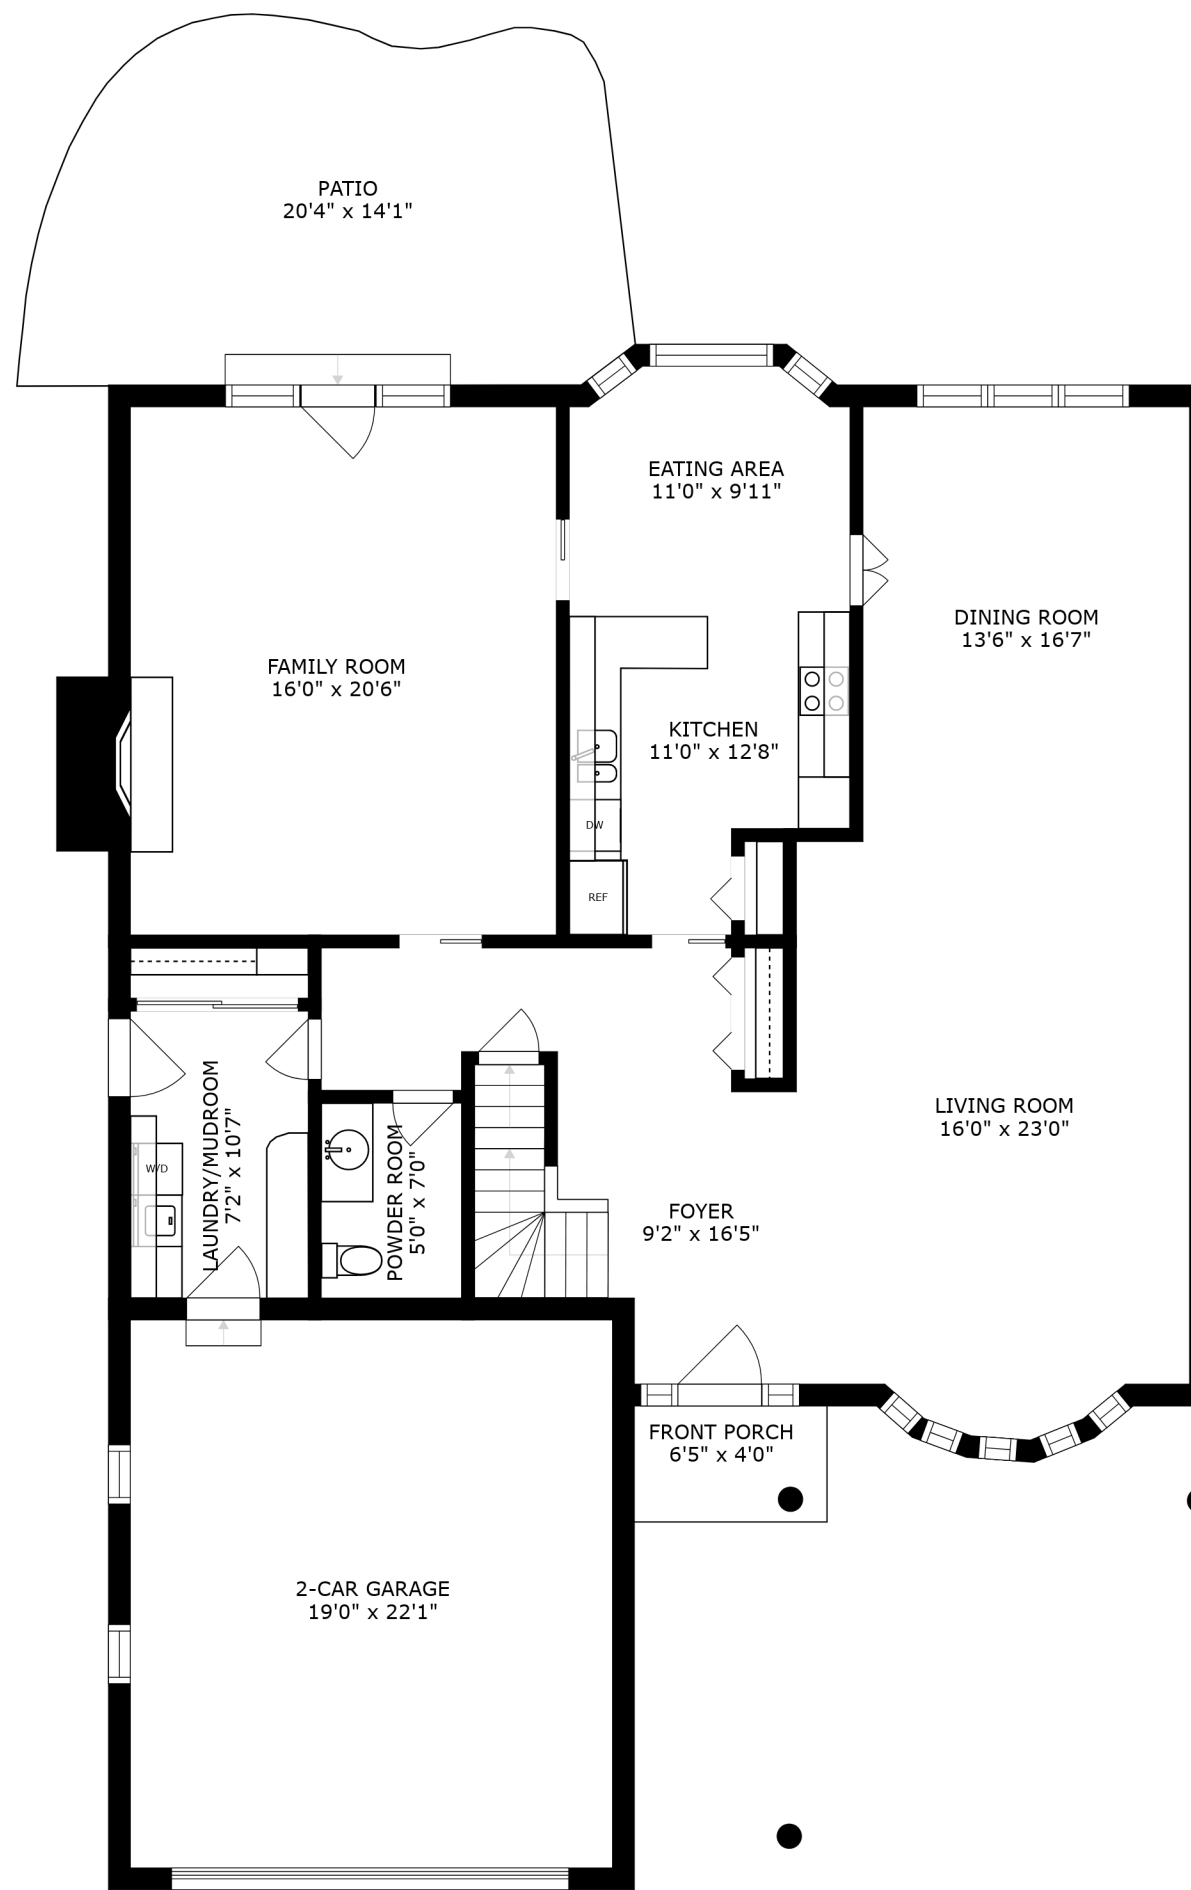 PATIO
20'4" x 14'1"
EATING AREA
11'0" x 9'11"
DINING ROOM
13'6" x 16'7"
FAMILY ROOM
16'0" x 20'6"
KITCHEN
11'0" x 12'8"
DW
REF
LAUNDRY/MUDROOM
7'2" x 10'7"
W/D
POWDER ROOM
5'0" x 7'0"
LIVING ROOM
16'0" x 23'0"
FOYER
9'2" x 16'5"
FRONT PORCH
6'5" x 4'0"
2-CAR GARAGE
19'0" x 22'1"